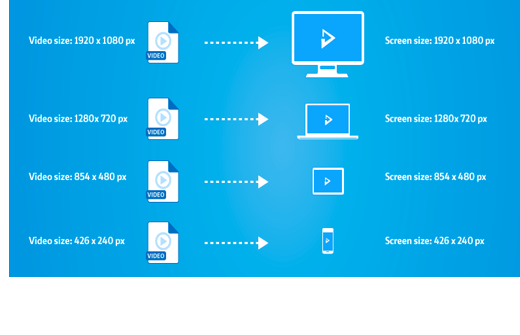 Video size: 1920 x 1080 px
VIDEO
Screen size: 1920 x 1080 px
Video size: 1280x 720 px
VIDEO
Screen size: 1280x 720 px
Video size: 854 x 480 px
VIDEO
Screen size: 854 x 480 px
Video size: 426 x 240 px
VIDEO
Screen size: 426 x 240 px